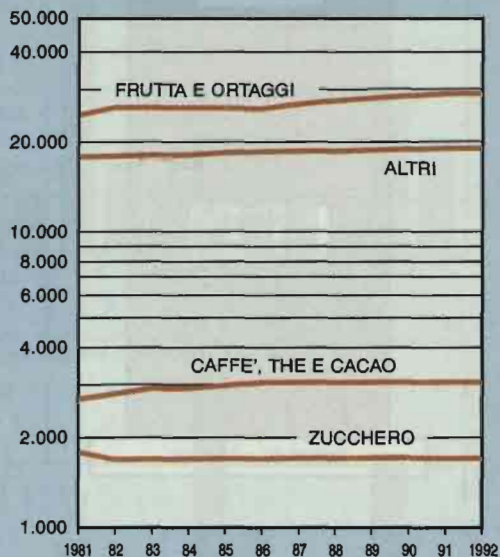 50.000
40.000
FRUTTA E ORTAGGI
20.000
ALTRI
10.000
8.000
6.000
4.000
CAFFE', THE E CACAO
2.000
ZUCCHERO
1.000
1981 82 83 84 85 86 87 88 89 90 91 1992